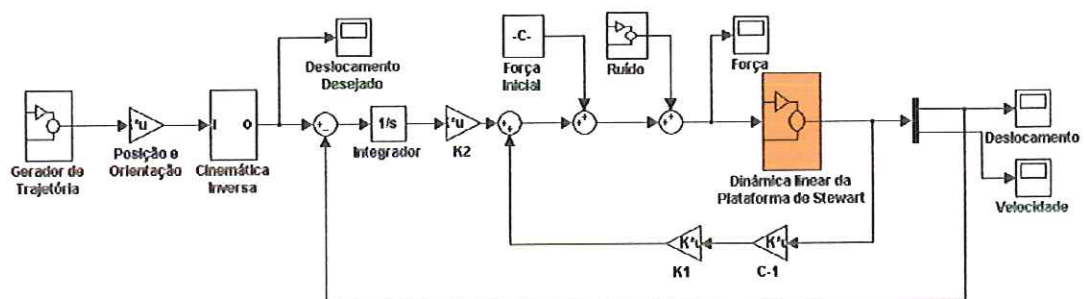 Gerador de
Trajetória
*u
Posição e
Orientação
I o
Cinemática
Inversa
Deslocamento
Desejado
1/s
Integrador
*u
K2
-C-
Força
Inicial
Ruído
Força
Dinâmica linear da
Plataforma de Stewart
Deslocamento
Velocidade
K*u
K1
K*u
C-1